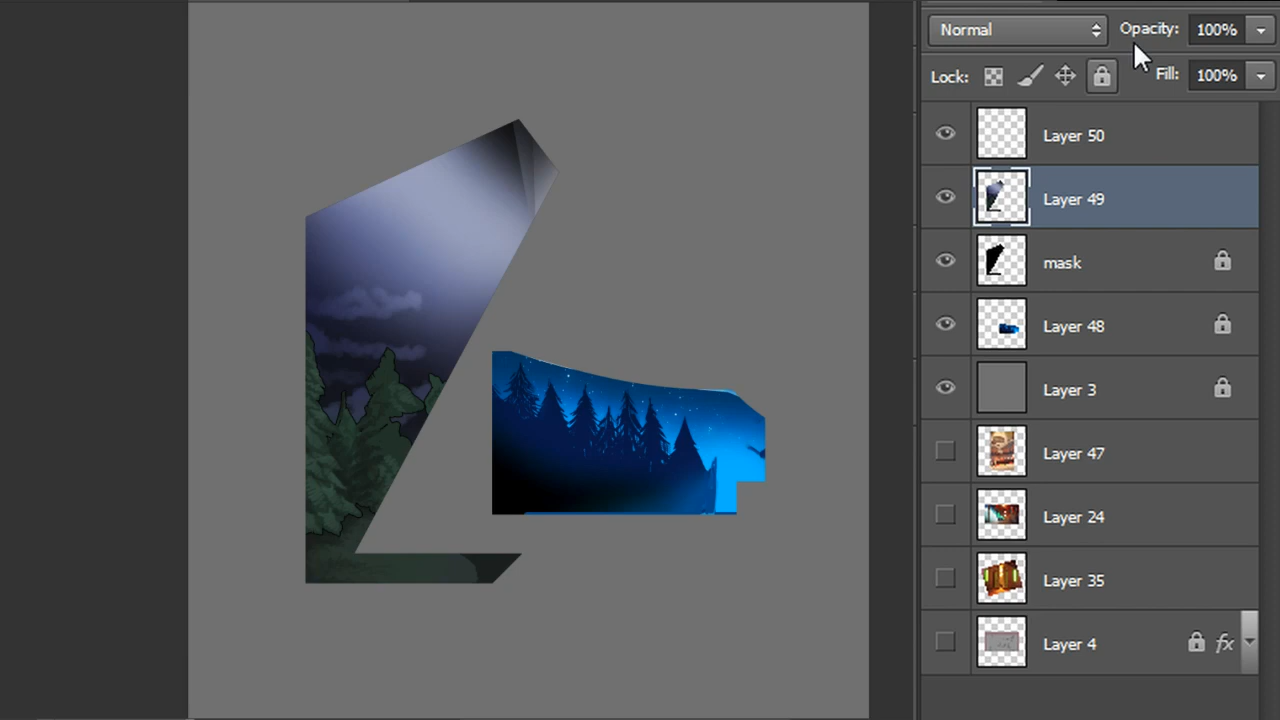 Normal
Opacity: 100%
Lock:
Fill: 100%
Layer 50
Layer 49
mask
Layer 48
Layer 3
Layer 47
Layer 24
Layer 35
Layer 4 fx